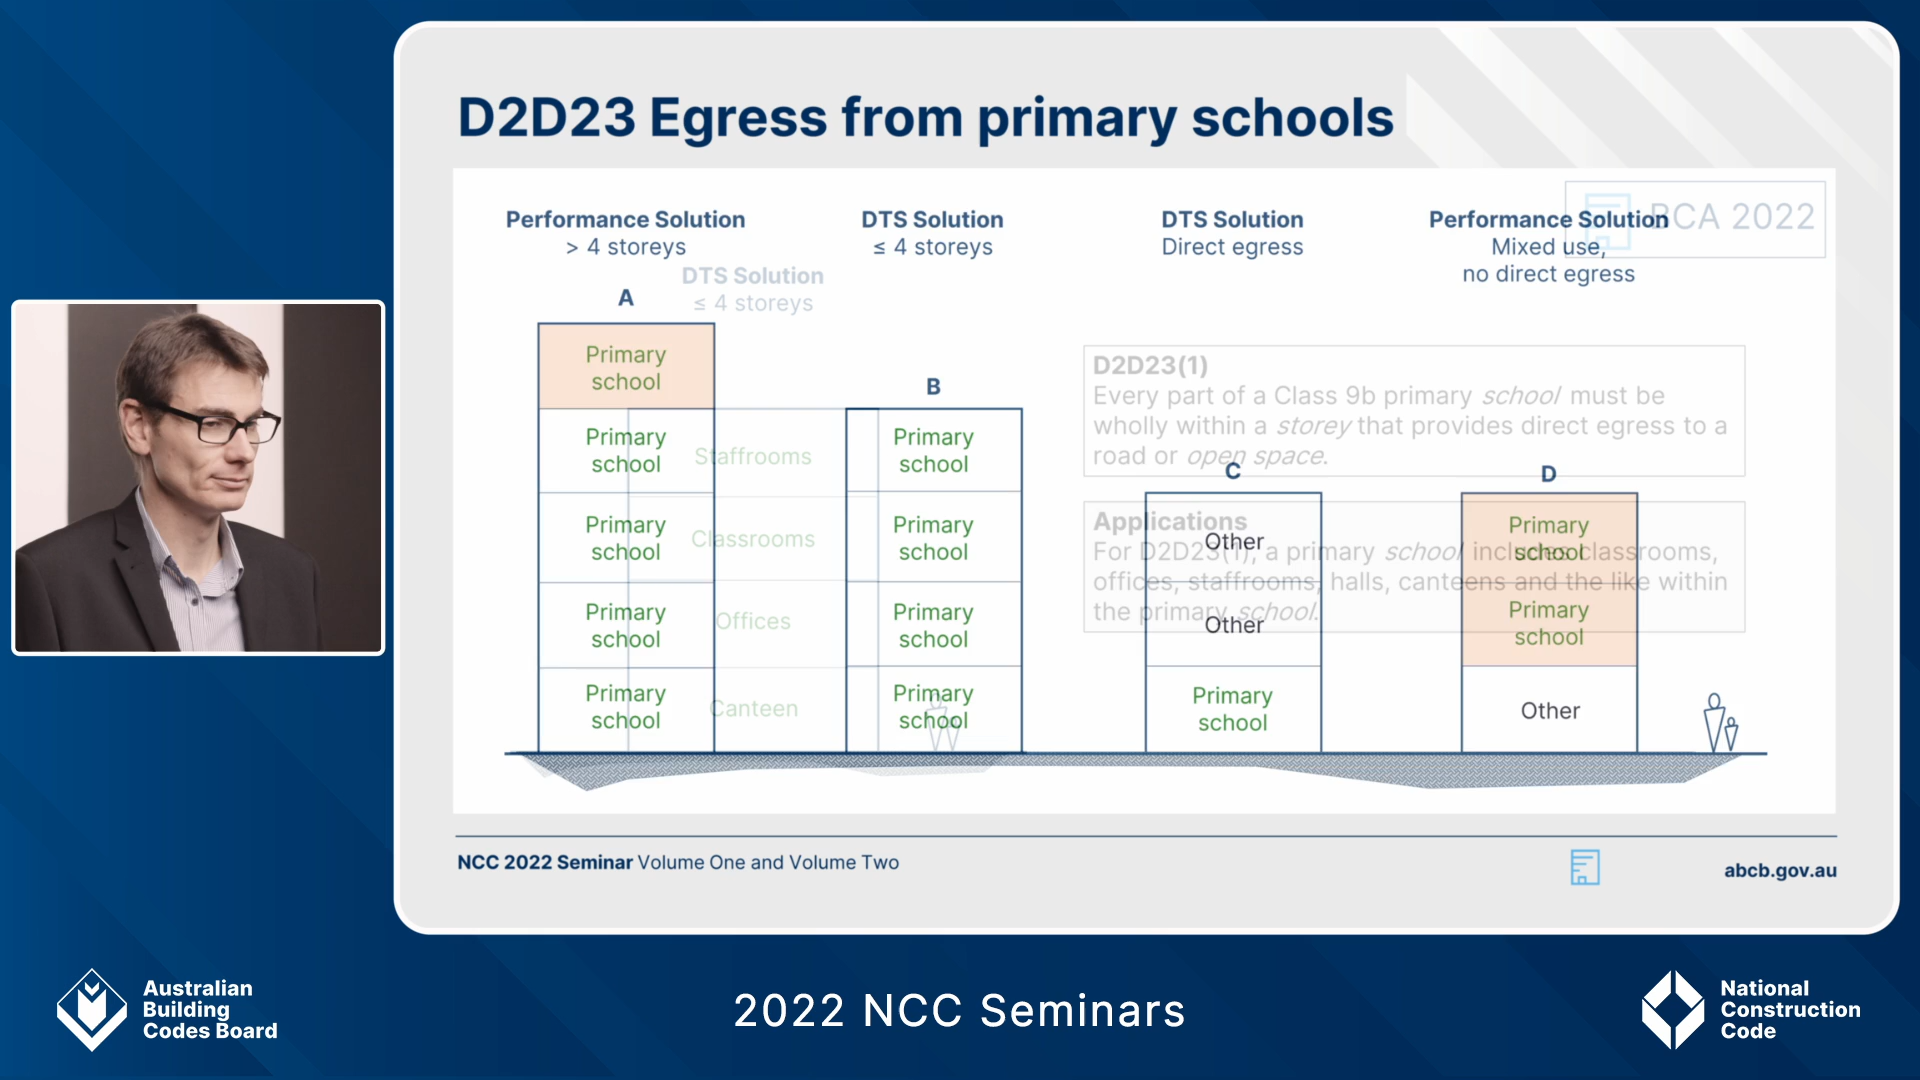 D2D23 Egress from primary schools
Performance Solution
> 4 storeys
DTS Solution
≤ 4 storeys
DTS Solution
Direct egress
Performance Solution
Mixed use,
no direct egress
BCA 2022
DTS Solution
≤ 4 storeys
A
Primary
school
Primary
school
Primary
school
Primary
school
Primary
school
Staffrooms
Classrooms
Offices
Canteen
B
Primary
school
Primary
school
Primary
school
Primary
school
D2D23(1)
Every part of a Class 9b primary school must be
wholly within a storey that provides direct egress to a
road or open space.
Applications
For D2D23(1), a primary school includes classrooms,
offices, staffrooms, halls, canteens and the like within
the primary school.
C
Other
Other
Primary
school
D
Primary
school
Primary
school
Other
NCC 2022 Seminar Volume One and Volume Two
abcb.gov.au
Australian
Building
Codes Board
2022 NCC Seminars
National
Construction
Code